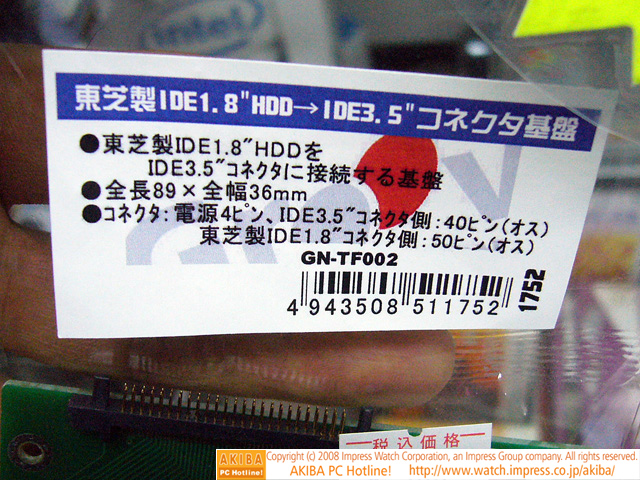 intel
東芝製IDE1.8"HDD→IDE3.5"コネクタ基盤
●東芝製IDE1.8"HDDを
IDE3.5"コネクタに接続する基盤
●全長89×全幅36mm
●コネクタ:電源4ピン、IDE3.5"コネクタ側:40ピン(オス)
東芝製IDE1.8"コネクタ側:50ピン(オス)
GN-TF002
4 943508 511752
1752
税込価格
AKIBA PC Hotline!
Copyright (c) 2008 Impress Watch Corporation, an Impress Group company. All rights reserved.
AKIBA PC Hotline! http://www.watch.impress.co.jp/akiba/